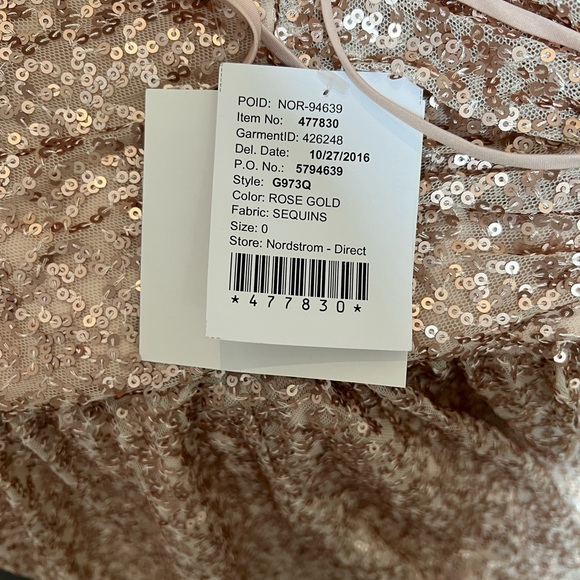 POID: NOR-94639
Item No: 477830
GarmentID: 426248
Del. Date: 10/27/2016
P.O. No.: 5794639
Style: G973Q
Color: ROSE GOLD
Fabric: SEQUINS
Size: 0
Store: Nordstrom - Direct
*477830*